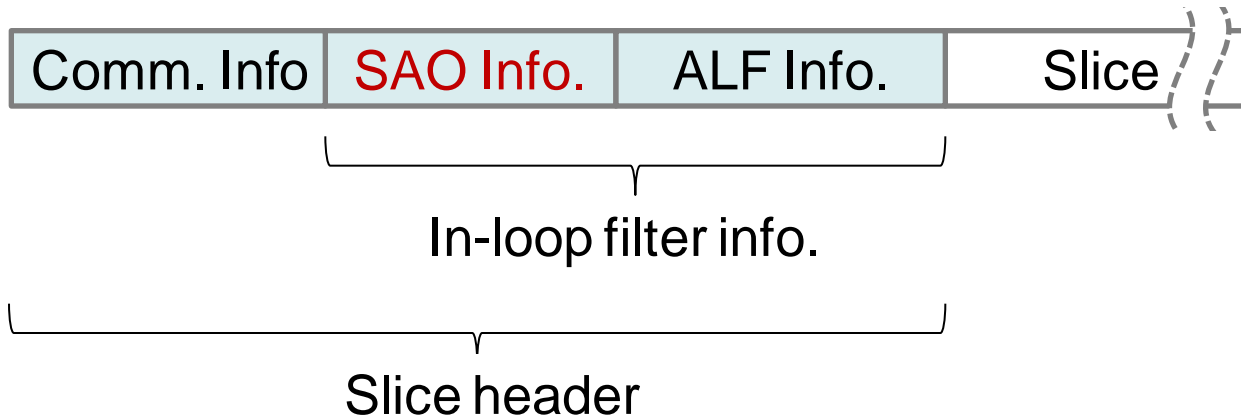 Comm. Info SAO Info. ALF Info. Slice
In-loop filter info.
Slice header